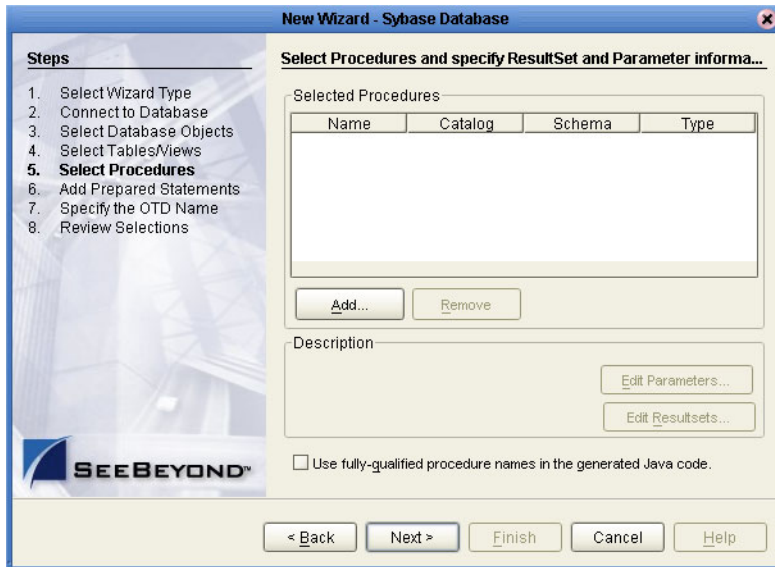 New Wizard - Sybase Database
Steps
1. Select Wizard Type
2. Connect to Database
3. Select Database Objects
4. Select Tables/Views
5. Select Procedures
6. Add Prepared Statements
7. Specify the OTD Name
8. Review Selections
SEEBEYOND™
Select Procedures and specify ResultSet and Parameter informa...
Selected Procedures
Name Catalog Schema Type
Add... Remove
Description
Edit Parameters...
Edit Resultsets...
Use fully-qualified procedure names in the generated Java code.
< Back Next > Finish Cancel Help